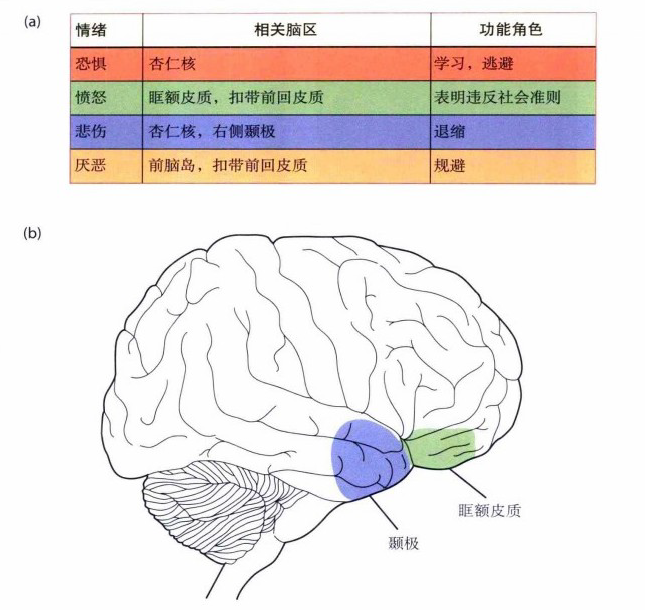 (a)
情绪 相关脑区 功能角色
恐惧 杏仁核 学习，逃避
愤怒 眶额皮质，扣带前回皮质 表明违反社会准则
悲伤 杏仁核，右侧颞极 退缩
厌恶 前脑岛，扣带前回皮质 规避
(b)
眶额皮质
颞极